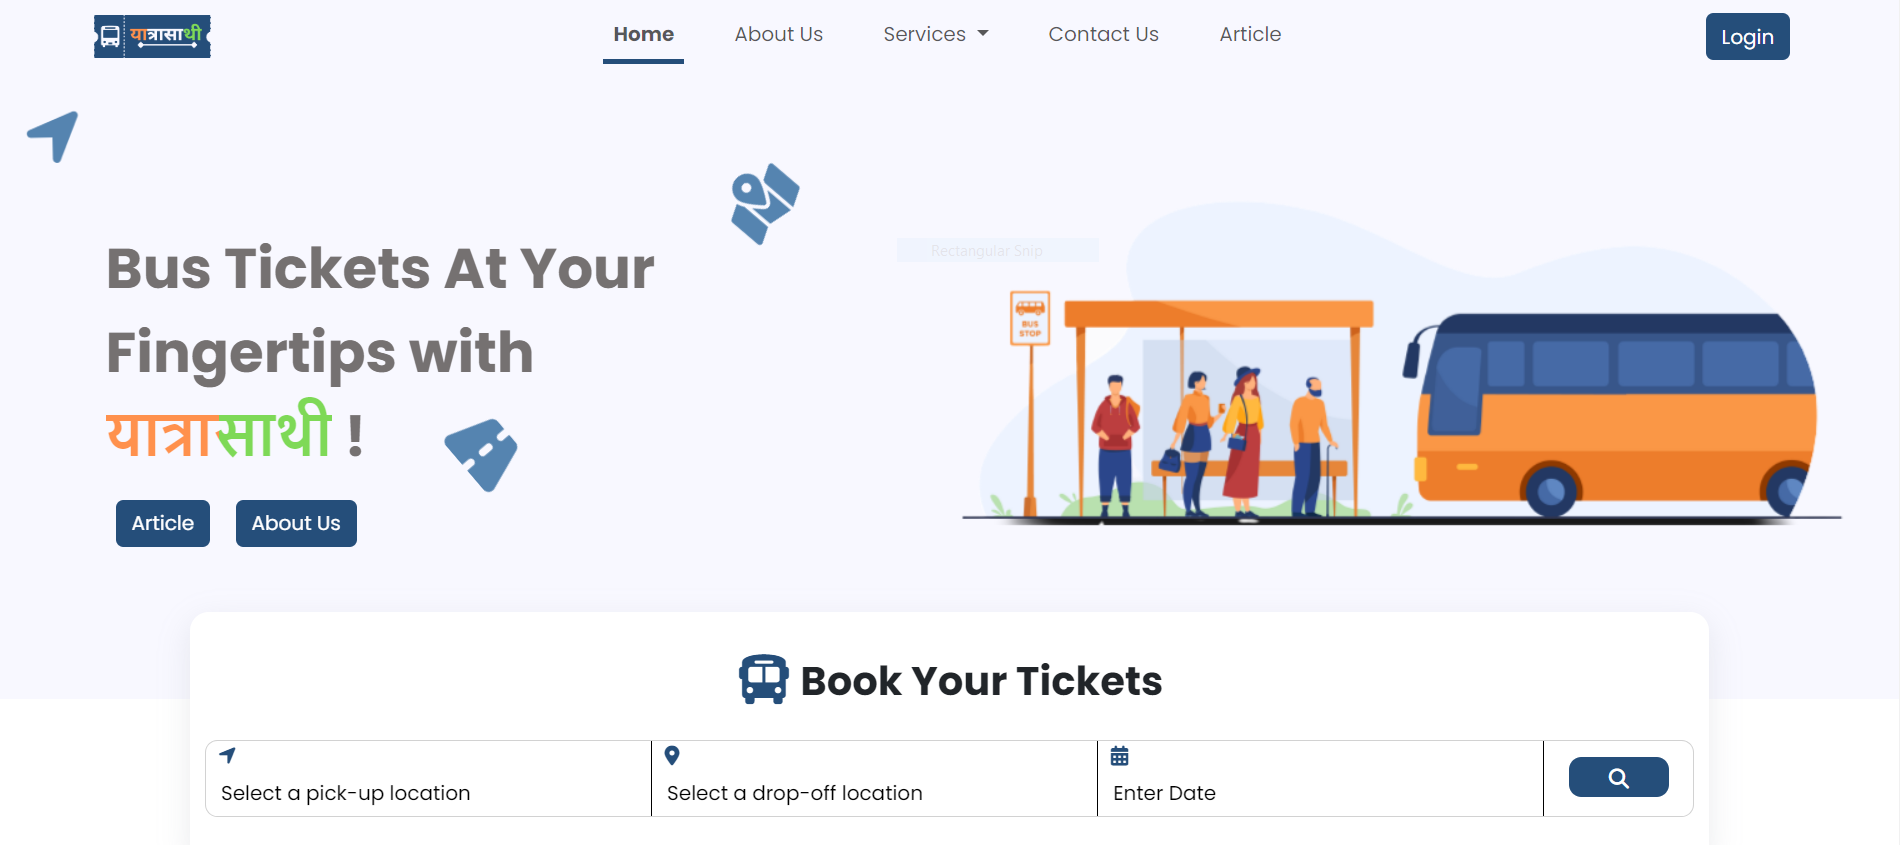 यात्रासाथी
Home
About Us
Services
Contact Us
Article
Login
Rectangular Snip
BUS
STOP
Bus Tickets At Your
Fingertips with
यात्रासाथी !
Article
About Us
Book Your Tickets
Select a pick-up location
Select a drop-off location
Enter Date